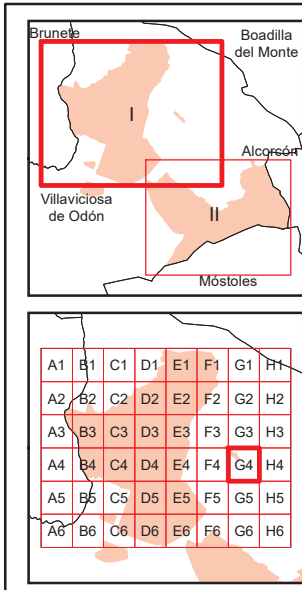 Brunete
Boadilla
del Monte
I
Alcorcón
Villaviciosa
de Odón
II
Móstoles
A1 B1 C1 D1 E1 F1 G1 H1
A2 B2 C2 D2 E2 F2 G2 H2
A3 B3 C3 D3 E3 F3 G3 H3
A4 B4 C4 D4 E4 F4 G4 H4
A5 B5 C5 D5 E5 F5 G5 H5
A6 B6 C6 D6 E6 F6 G6 H6